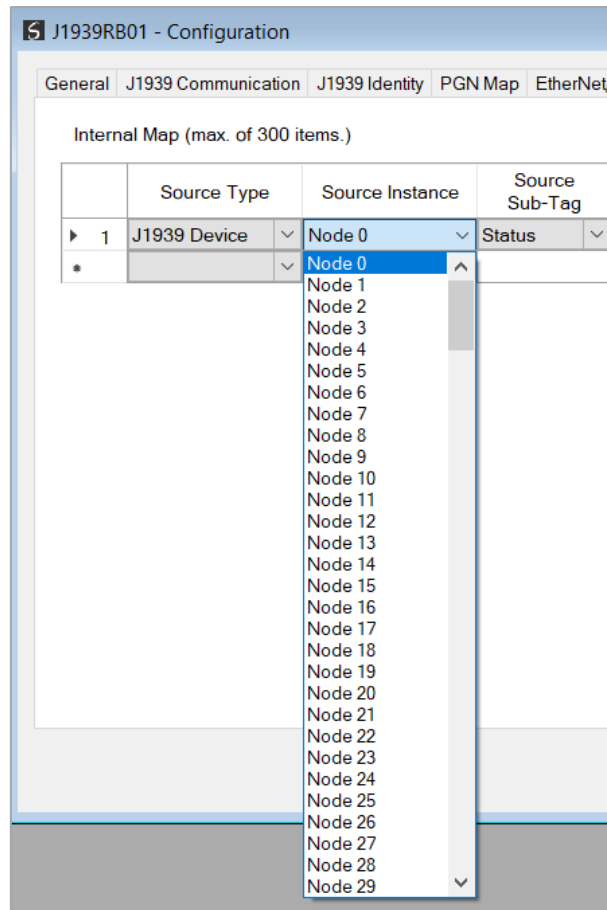 J1939RB01 - Configuration
General J1939 Communication J1939 Identity PGN Map EtherNet
Internal Map (max. of 300 items.)
Source Type Source Instance Source Sub-Tag
1 J1939 Device Node 0 Status
Node 0
Node 1
Node 2
Node 3
Node 4
Node 5
Node 6
Node 7
Node 8
Node 9
Node 10
Node 11
Node 12
Node 13
Node 14
Node 15
Node 16
Node 17
Node 18
Node 19
Node 20
Node 21
Node 22
Node 23
Node 24
Node 25
Node 26
Node 27
Node 28
Node 29